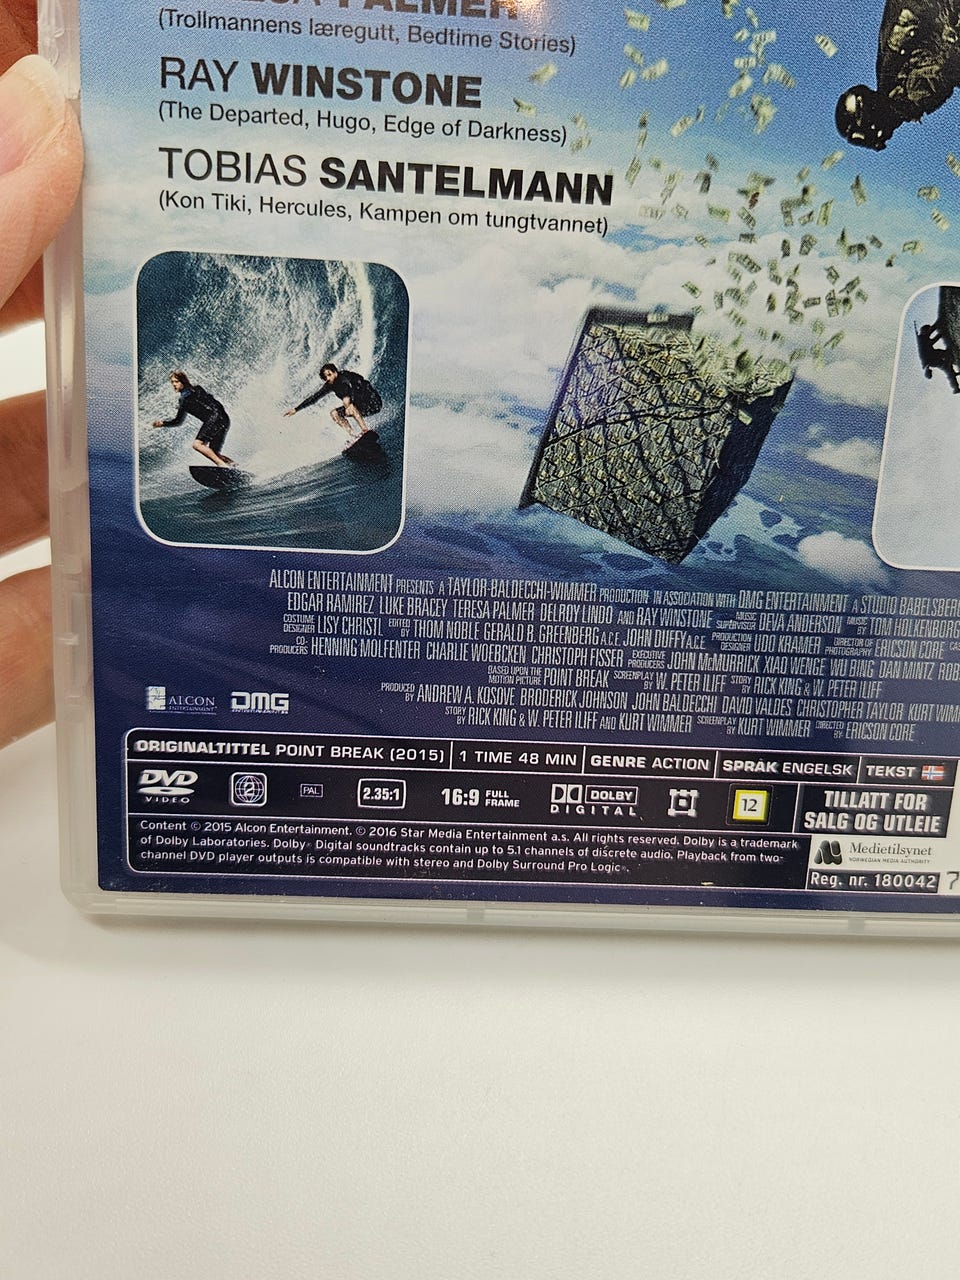 PALMER
(Trollmannens læregutt, Bedtime Stories)
RAY WINSTONE
(The Departed, Hugo, Edge of Darkness)
TOBIAS SANTELMANN
(Kon Tiki, Hercules, Kampen om tungtvannet)
ALCON ENTERTAINMENT PRESENTS A TAYLOR-BALDECCHI-WIMMER PRODUCTION IN ASSOCIATION WITH DMG ENTERTAINMENT A STUDIO
EDGAR RAMIREZ LUKE BRACEY TERESA PALMER DELROY LINDO AND RAY WINSTONE MUSIC SUPERVISOR DEVA ANDERSON MUSIC BY TOM HOLKENBORG
COSTUME DESIGNER LISY CHRISTL EDITED BY THOM NOBLE GERALD B. GREENBERG A.C.E. JOHN DUFFY A.C.E. PRODUCTION DESIGNER UDO KRAMER DIRECTOR OF PHOTOGRAPHY ERICSON CORE
CO-PRODUCERS HENNING MOLFENTER CHARLIE WOEBCKEN CHRISTOPH FISSER EXECUTIVE PRODUCERS JOHN McMURRICK XIAO WENGE WU BING DAN MINTZ
BASED UPON THE MOTION PICTURE POINT BREAK SCREENPLAY BY W. PETER ILIFF STORY BY RICK KING & W. PETER ILIFF
PRODUCED BY ANDREW A. KOSOVE BRODERICK JOHNSON JOHN BALDECCHI DAVID VALDES CHRISTOPHER TAYLOR KURT
STORY BY RICK KING & W. PETER ILIFF AND KURT WIMMER SCREENPLAY BY KURT WIMMER DIRECTED BY ERICSON CORE
ALCON
ENTERTAINMENT
DMG
ENTERTAINMENT
ORIGINALTITTEL POINT BREAK (2015) 1 TIME 48 MIN GENRE ACTION SPRÅK ENGELSK TEKST
DVD
VIDEO
2
PAL
2.35:1
16:9 FULL FRAME
DOLBY
DIGITAL
12
TILLATT FOR
SALG OG UTLEIE
Content © 2015 Alcon Entertainment. © 2016 Star Media Entertainment a.s. All rights reserved. Dolby is a trademark
of Dolby Laboratories. Dolby® Digital soundtracks contain up to 5.1 channels of discrete audio. Playback from two-
channel DVD player outputs is compatible with stereo and Dolby Surround Pro Logic®.
Medietilsynet
NORWEGIAN MEDIA AUTHORITY
Reg. nr. 180042
7